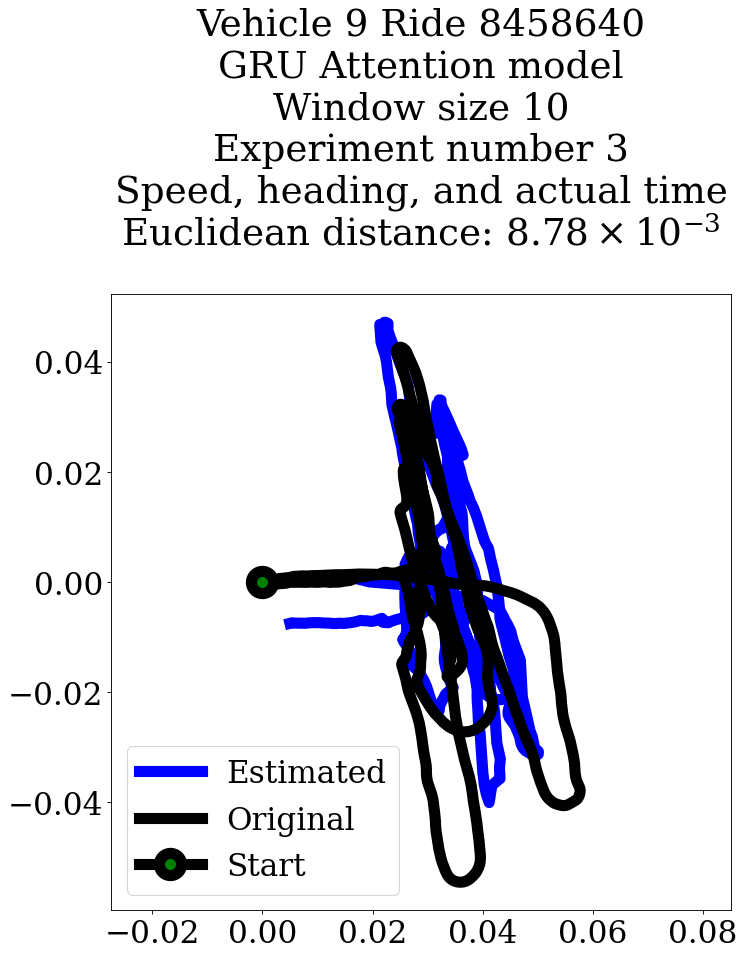 Vehicle 9 Ride 8458640
GRU Attention model
Window size 10
Experiment number 3
Speed, heading, and actual time
Euclidean distance: 8.78 × 10⁻³
0.04
0.02
0.00
−0.02
−0.04
Estimated
Original
Start
−0.02 0.00 0.02 0.04 0.06 0.08